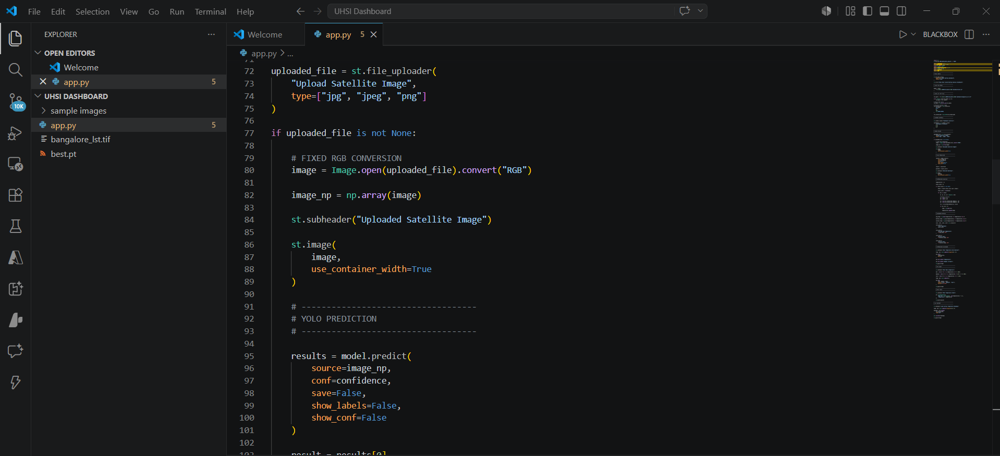 File Edit Selection View Go Run Terminal Help
UHSI Dashboard
EXPLORER
OPEN EDITORS
Welcome
app.py 5
UHSI DASHBOARD
sample images
app.py 5
bangalore_lst.tif
best.pt
10K
Welcome
app.py 5
BLACKBOX
app.py > ...
71
72 uploaded_file = st.file_uploader(
73 "Upload Satellite Image",
74 type=["jpg", "jpeg", "png"]
75 )
76
77 if uploaded_file is not None:
78
79 # FIXED RGB CONVERSION
80 image = Image.open(uploaded_file).convert("RGB")
81
82 image_np = np.array(image)
83
84 st.subheader("Uploaded Satellite Image")
85
86 st.image(
87 image,
88 use_container_width=True
89 )
90
91 # -----------------------------------
92 # YOLO PREDICTION
93 # -----------------------------------
94
95 results = model.predict(
96 source=image_np,
97 conf=confidence,
98 save=False,
99 show_labels=False,
100 show_conf=False
101 )
102
103 result = results[0]